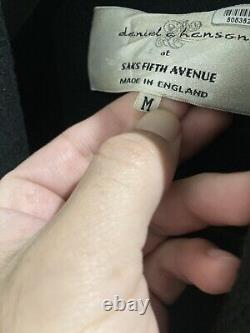 daniel hanson
at
SAKS FIFTH AVENUE
MADE IN ENGLAND
M